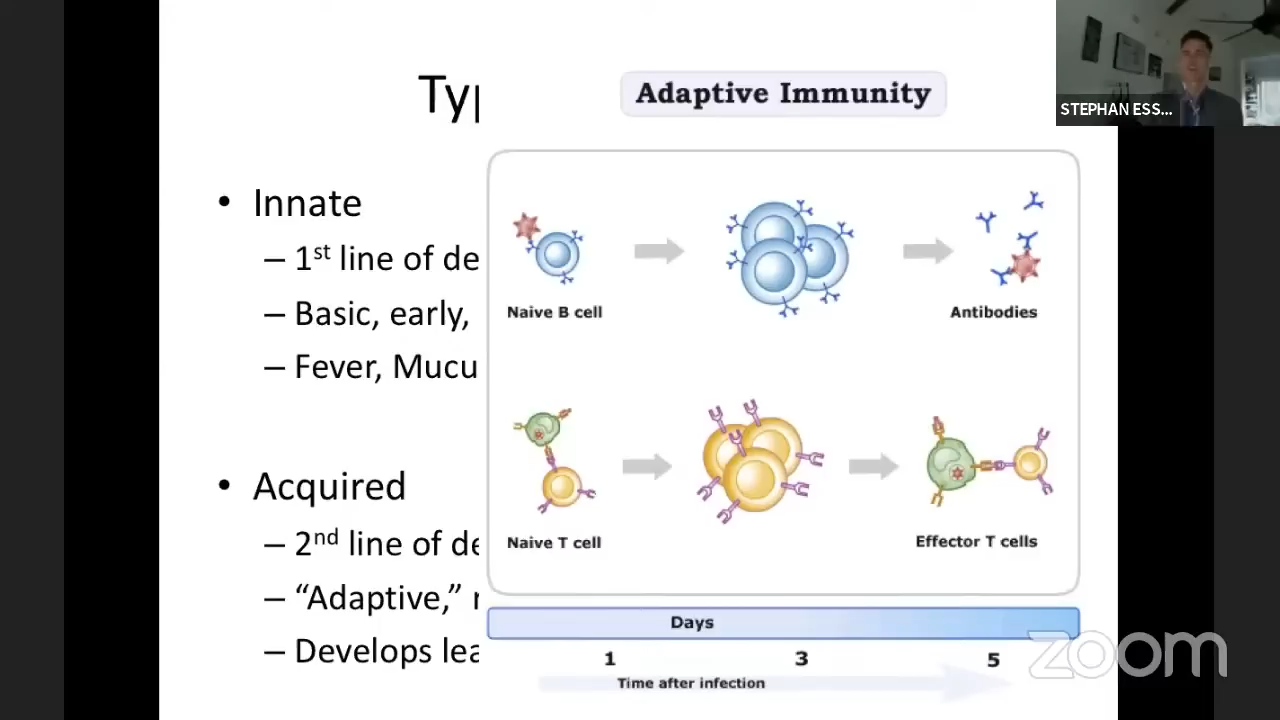 Typ
Adaptive Immunity
STEPHAN ESS...
• Innate
– 1st line of de
– Basic, early,
– Fever, Mucu
Naive B cell
Antibodies
• Acquired
– 2nd line of de
– “Adaptive,”
– Develops lea
Naive T cell
Effector T cells
Days
1 3 5
Time after infection
zoom